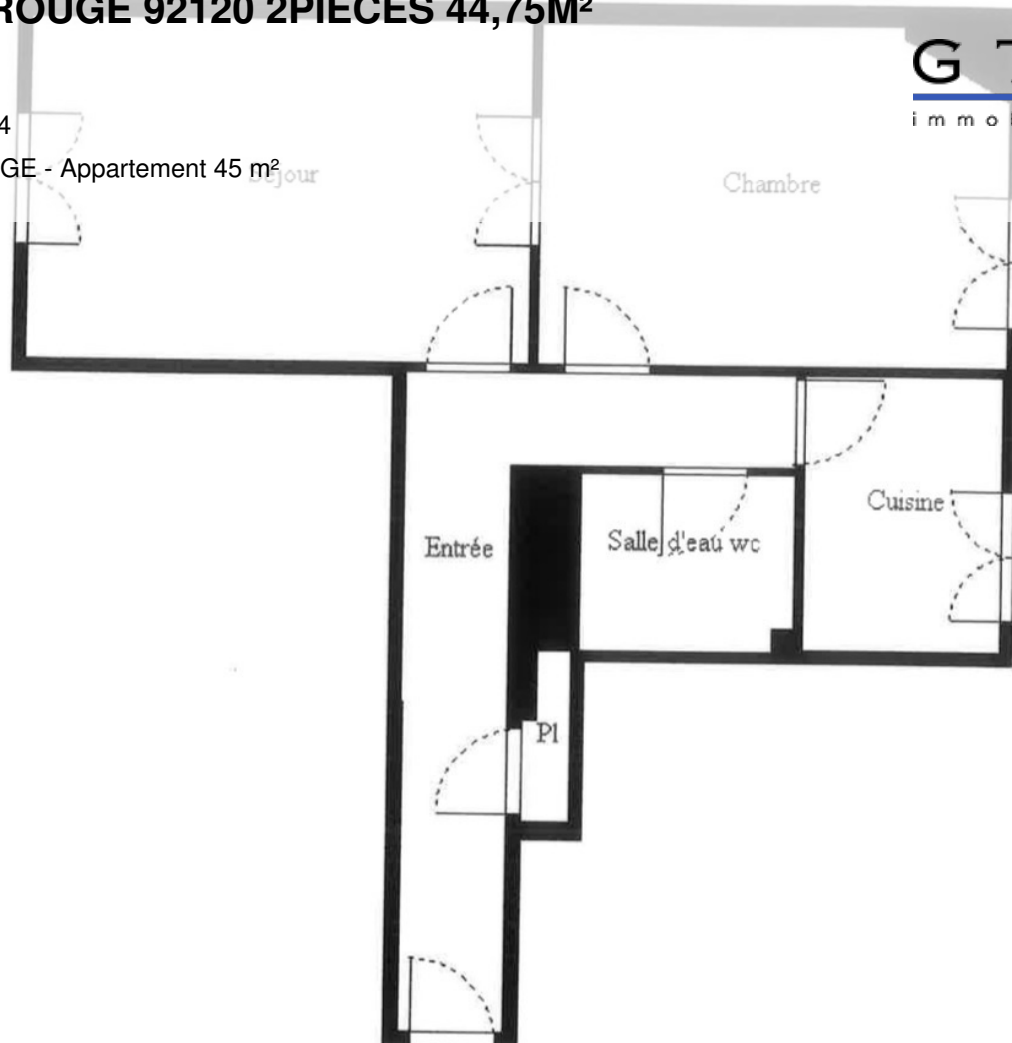 ROUGE 92120 2PIECES 44,75M²
G T
immo
4
GE - Appartement 45 m²
Séjour
Chambre
Cuisine
Entrée
Salle d'eau wc
Pl